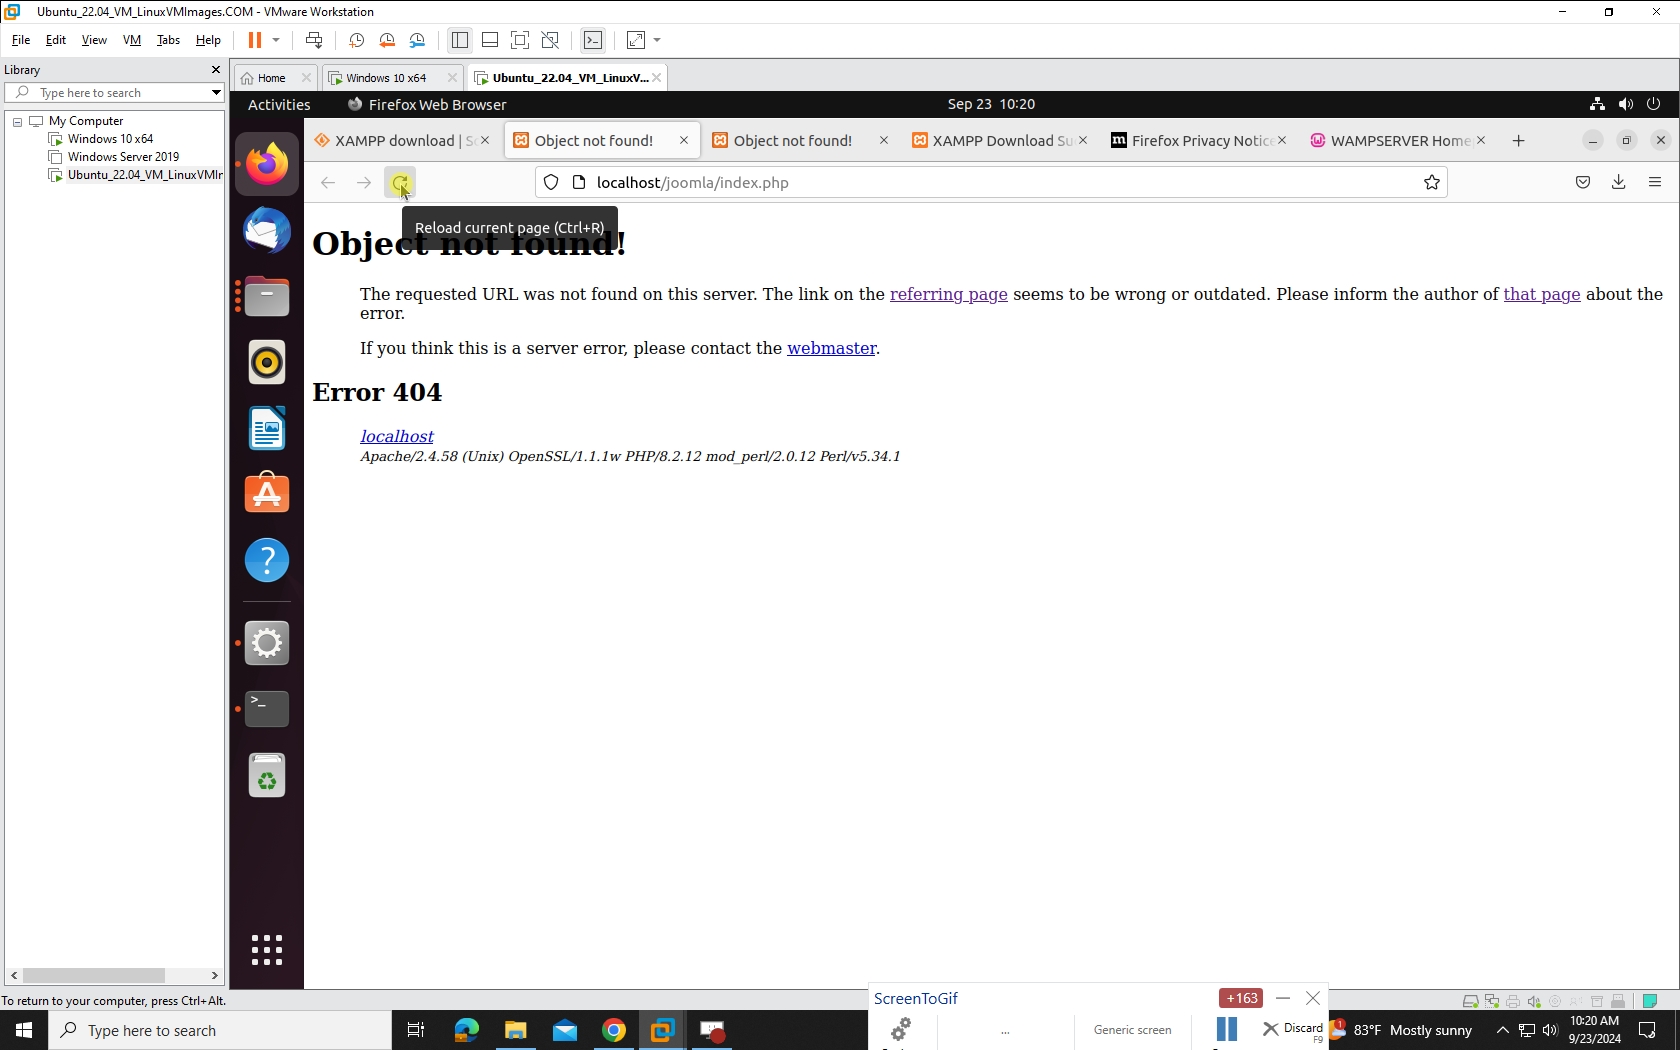 Ubuntu_22.04_VM_LinuxVMImages.COM - VMware Workstation
File Edit View VM Tabs Help
Library
Type here to search
My Computer
Windows 10 x64
Windows Server 2019
Ubuntu_22.04_VM_LinuxVMIr
Home
Windows 10 x64
Ubuntu_22.04_VM_LinuxV...
Activities
Firefox Web Browser
Sep 23 10:20
XAMPP download | So
Object not found!
Object not found!
XAMPP Download Su
Firefox Privacy Notice
WAMPSERVER Home
localhost/joomla/index.php
Reload current page (Ctrl+R)
Object not found!
The requested URL was not found on this server. The link on the referring page seems to be wrong or outdated. Please inform the author of that page about the
error.
If you think this is a server error, please contact the webmaster.
Error 404
localhost
Apache/2.4.58 (Unix) OpenSSL/1.1.1w PHP/8.2.12 mod_perl/2.0.12 Perl/v5.34.1
To return to your computer, press Ctrl+Alt.
ScreenToGif
+163
...
Generic screen
Discard
F9
Type here to search
1
83°F Mostly sunny
10:20 AM
9/23/2024